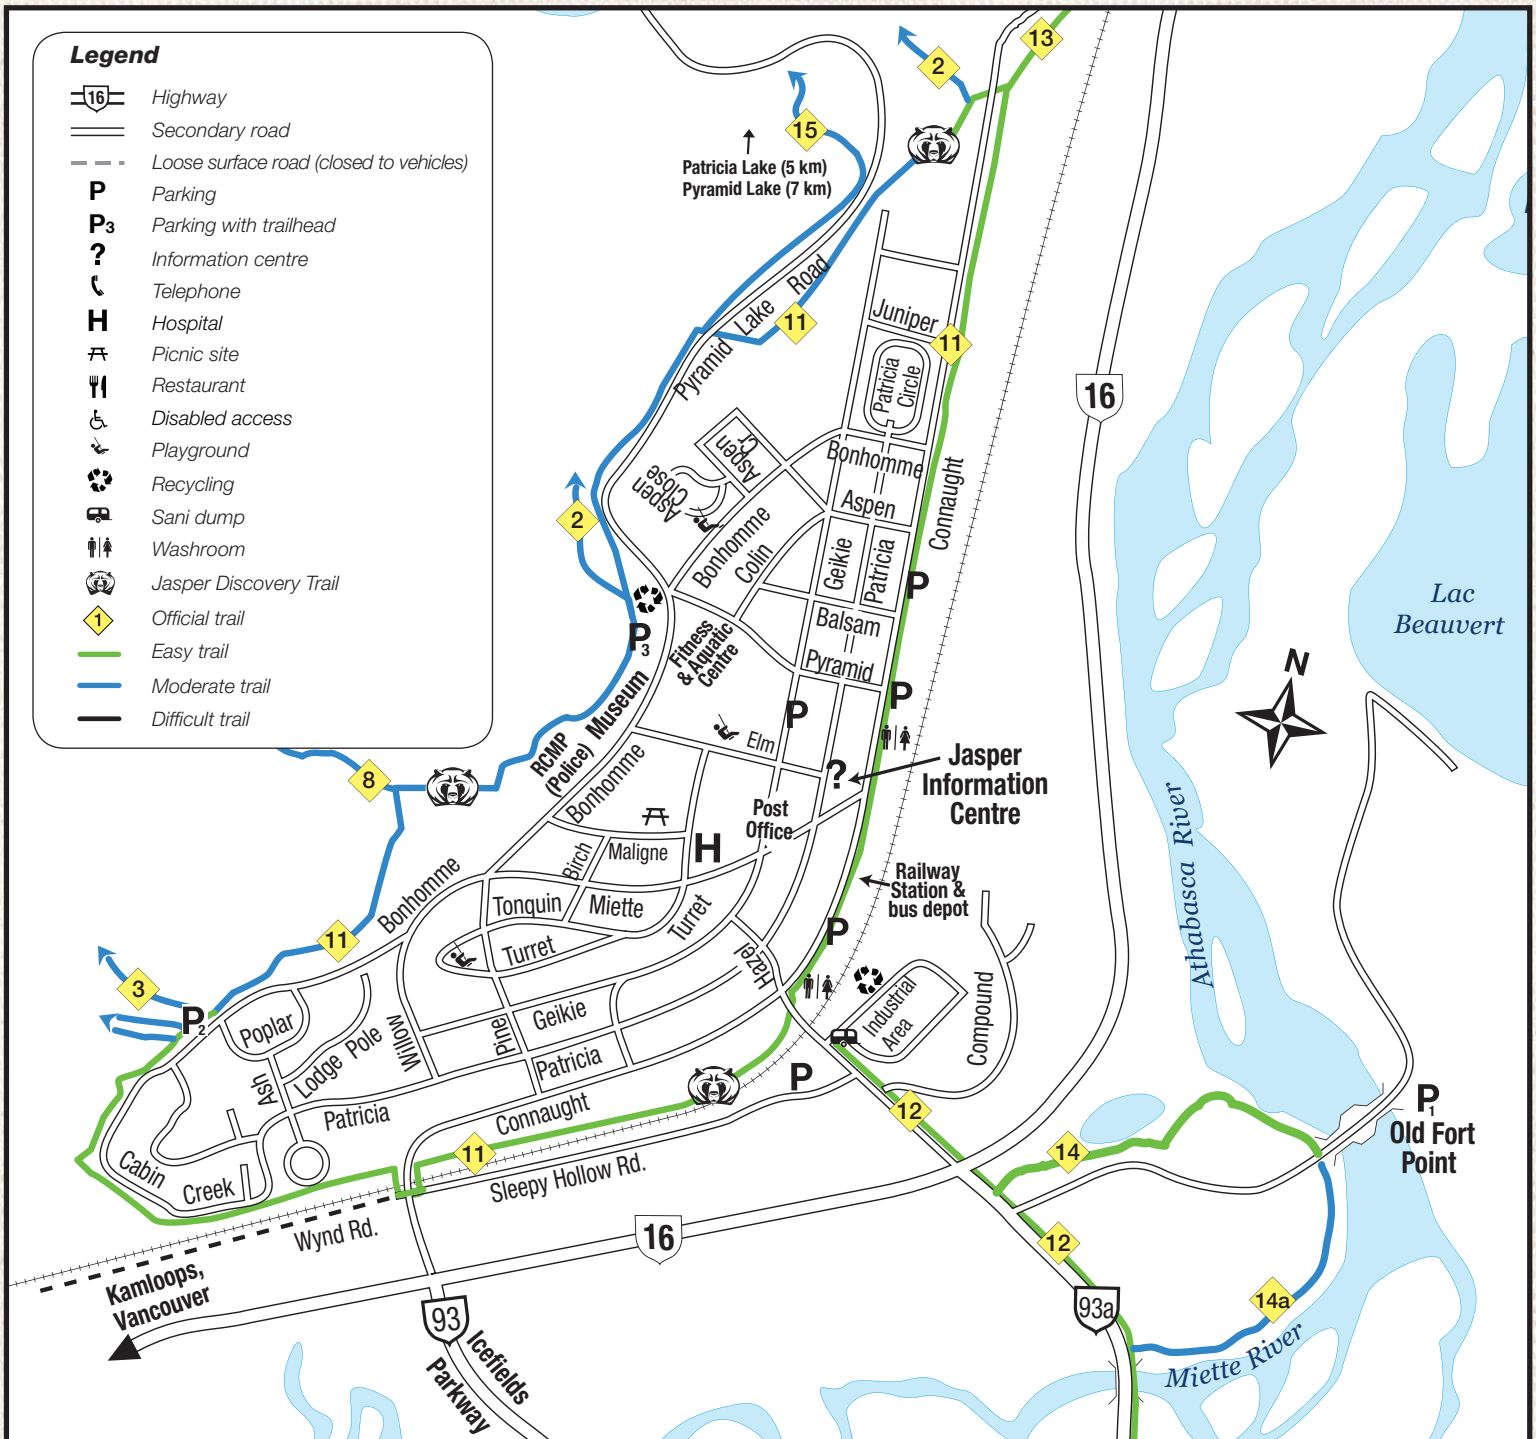 Legend
16
Highway
Secondary road
Loose surface road (closed to vehicles)
P
Parking
P3
Parking with trailhead
?
Information centre
Telephone
H
Hospital
Picnic site
Restaurant
Disabled access
Playground
Recycling
Sani dump
Washroom
Jasper Discovery Trail
1
Official trail
Easy trail
Moderate trail
Difficult trail
13
2
15
Patricia Lake (5 km)
Pyramid Lake (7 km)
Pyramid Lake Road
11
Juniper
11
Patricia
Circle
16
Aspen
Cr.
Aspen
Close
Bonhomme
Connaught
Aspen
2
Bonhomme
Colin
Geikie
Patricia
P
Lac
Beauvert
P3
Fitness
& Aquatic
Centre
Balsam
Pyramid
N
P
P
Museum
RCMP
(Police)
Elm
?
Jasper
Information
Centre
8
Bonhomme
Post
Office
Athabasca River
Birch
Maligne
H
Railway
Station &
bus depot
Bonhomme
Tonquin
Miette
Turret
P
11
Turret
Hazel
3
P2
Poplar
Lodge Pole
Willow
Pine
Geikie
Industrial
Area
Compound
Ash
Patricia
P
Patricia
Connaught
12
P1
Old Fort
Point
14
11
Cabin
Creek
Sleepy Hollow Rd.
Wynd Rd.
16
12
Kamloops,
Vancouver
93
93a
14a
Icefields
Parkway
Miette River